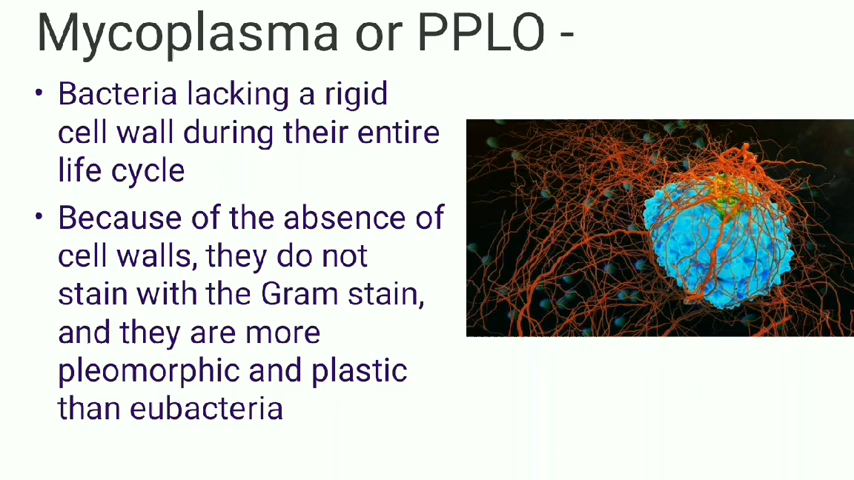 Mycoplasma or PPLO -
• Bacteria lacking a rigid
cell wall during their entire
life cycle
• Because of the absence of
cell walls, they do not
stain with the Gram stain,
and they are more
pleomorphic and plastic
than eubacteria